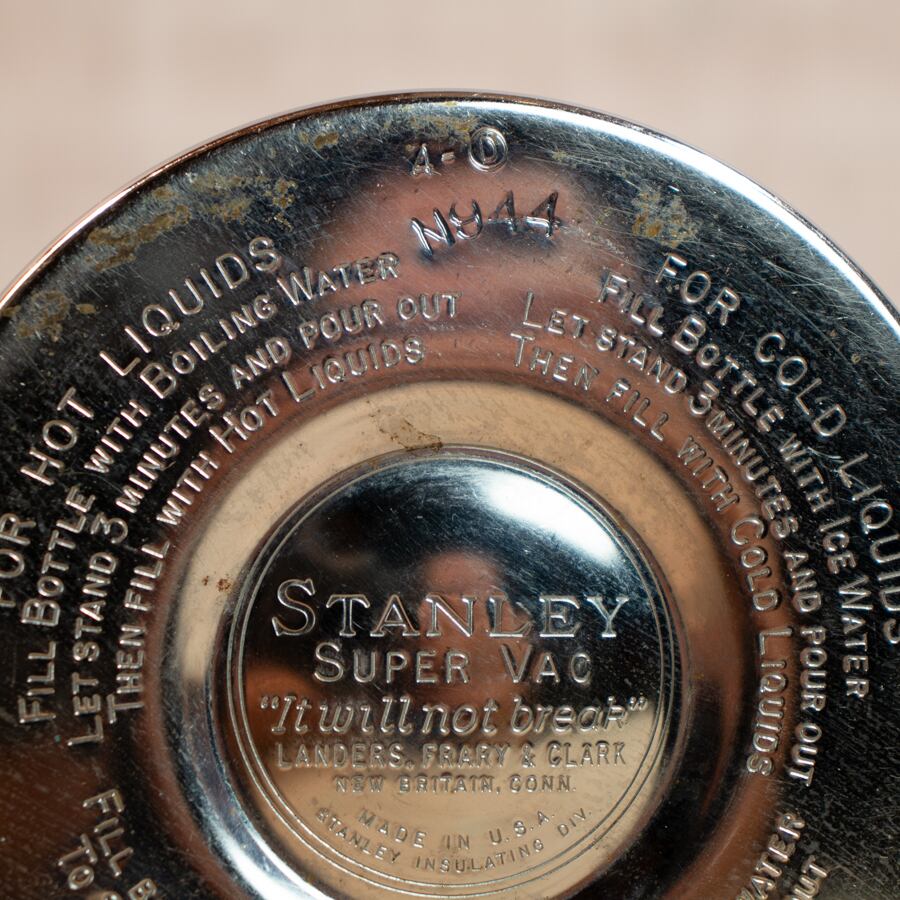 A-D
N944
FOR HOT LIQUIDS
FILL BOTTLE WITH BOILING WATER
LET STAND 3 MINUTES AND POUR OUT
THEN FILL WITH HOT LIQUIDS
FOR COLD LIQUIDS
FILL BOTTLE WITH ICE WATER
LET STAND 3 MINUTES AND POUR OUT
THEN FILL WITH COLD LIQUIDS
STANLEY
SUPER VAC
"It will not break"
LANDERS, FRARY & CLARK
NEW BRITAIN, CONN.
MADE IN U.S.A.
STANLEY INSULATING DIV.
FILL B
WATER
OUT